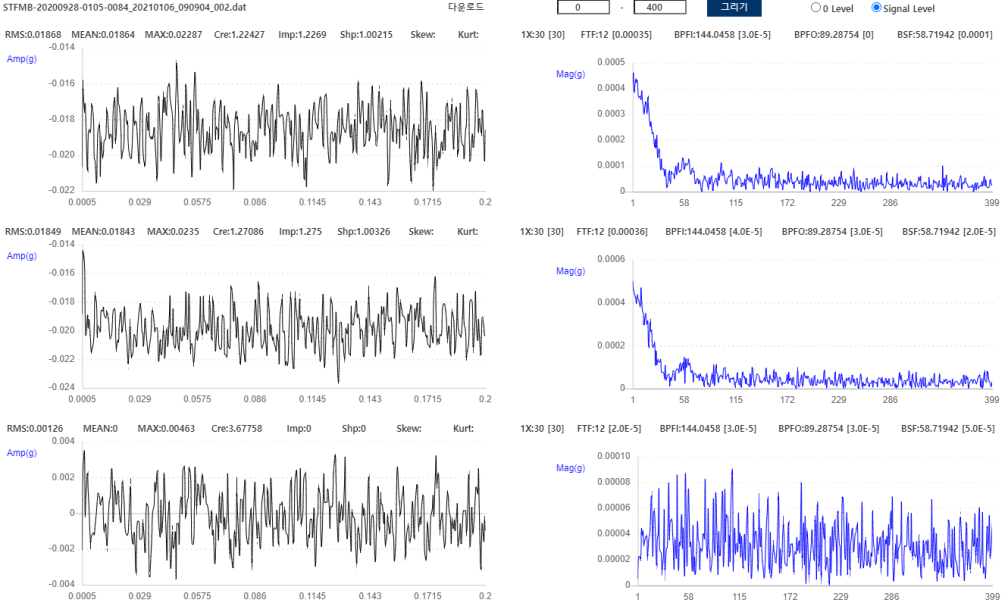 STFMB-20200928-0105-0084_20210106_090904_002.dat 다운로드 0 - 400 그리기 0 Level Signal Level
RMS:0.01868 MEAN:0.01864 MAX:0.02287 Cre:1.22427 Imp:1.2269 Shp:1.00215 Skew: Kurt: 1X:30 [30] FTF:12 [0.00035] BPFI:144.0458 [3.0E-5] BPFO:89.28754 [0] BSF:58.71942 [0.0001]
Amp(g) -0.014
-0.016
-0.018
-0.020
-0.022
0.0005 0.029 0.0575 0.086 0.1145 0.143 0.1715 0.2
Mag(g) 0.0005
0.0004
0.0003
0.0002
0.0001
0
1 58 115 172 229 286 399
RMS:0.01849 MEAN:0.01843 MAX:0.0235 Cre:1.27086 Imp:1.275 Shp:1.00326 Skew: Kurt: 1X:30 [30] FTF:12 [0.00036] BPFI:144.0458 [4.0E-5] BPFO:89.28754 [3.0E-5] BSF:58.71942 [2.0E-5]
Amp(g) -0.014
-0.016
-0.018
-0.020
-0.022
-0.024
0.0005 0.029 0.0575 0.086 0.1145 0.143 0.1715 0.2
Mag(g) 0.0006
0.0004
0.0002
0
1 58 115 172 229 286 399
RMS:0.00126 MEAN:0 MAX:0.00463 Cre:3.67758 Imp:0 Shp:0 Skew: Kurt: 1X:30 [30] FTF:12 [2.0E-5] BPFI:144.0458 [3.0E-5] BPFO:89.28754 [3.0E-5] BSF:58.71942 [5.0E-5]
Amp(g) 0.004
0.002
0
-0.002
-0.004
0.0005 0.029 0.0575 0.086 0.1145 0.143 0.1715 0.2
Mag(g) 0.00010
0.00008
0.00006
0.00004
0.00002
0
1 58 115 172 229 286 399